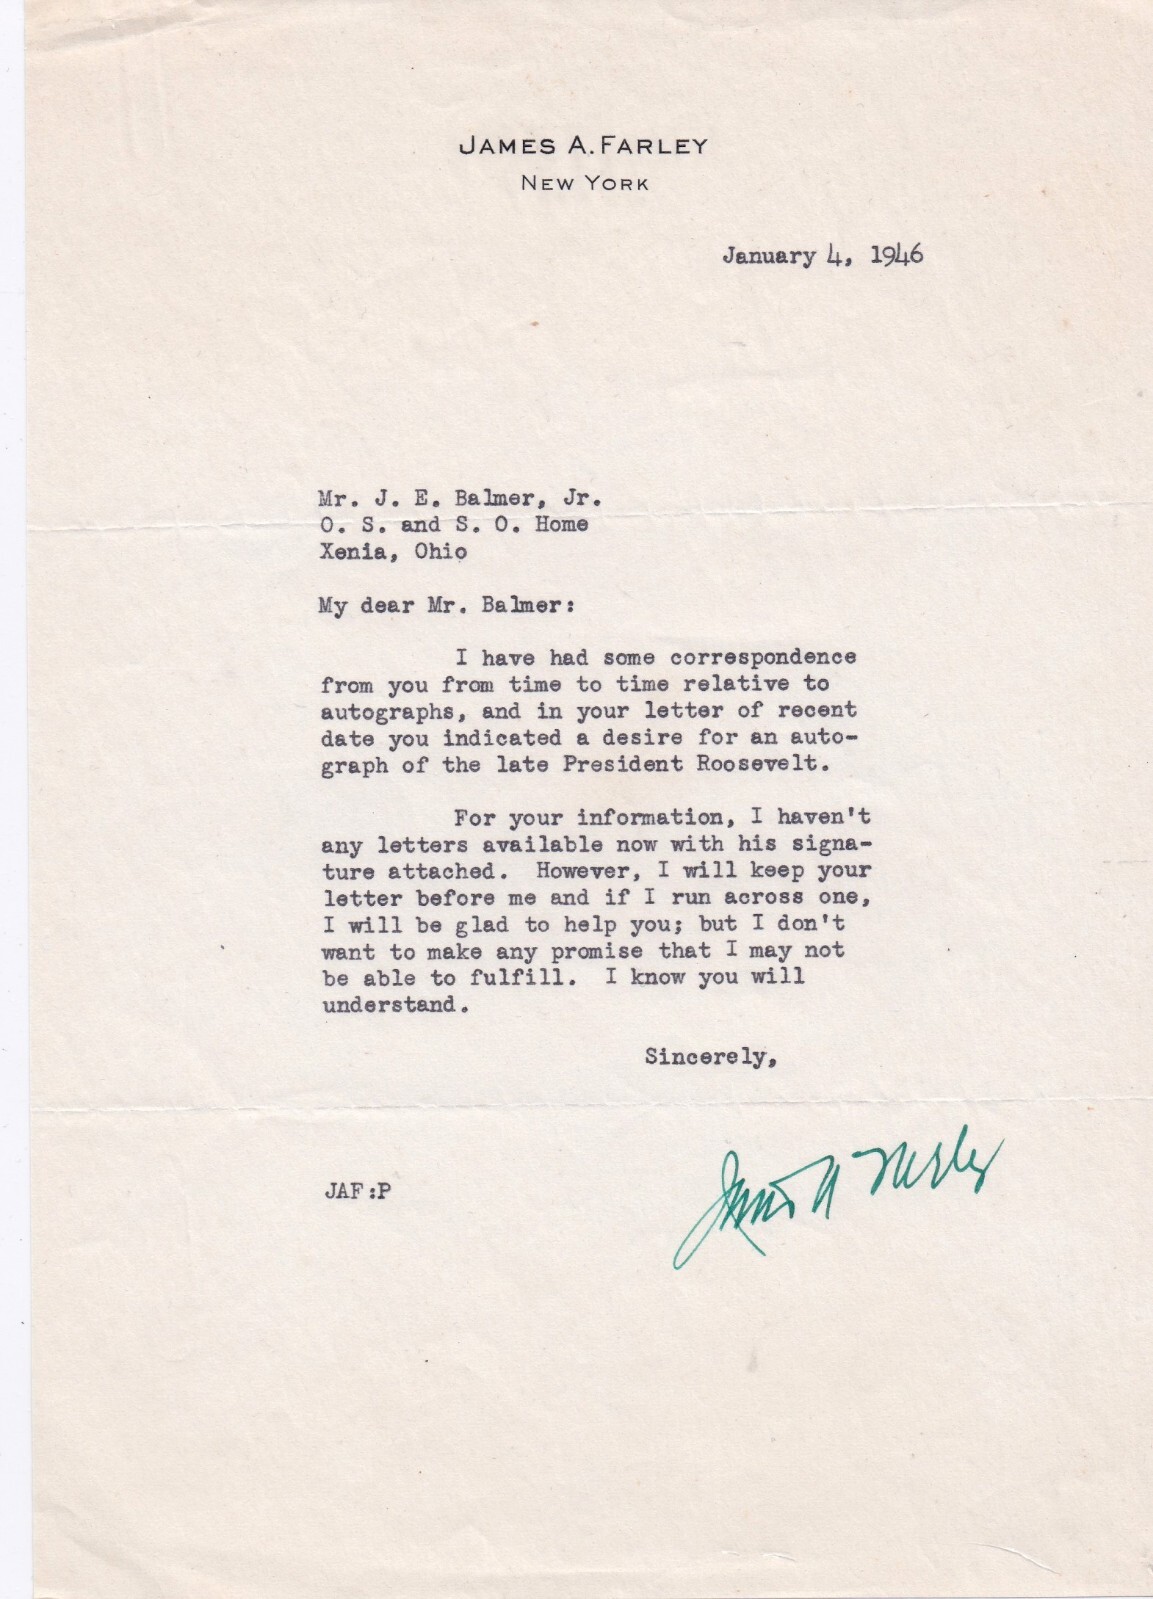 JAMES A. FARLEY
NEW YORK
January 4, 1946
Mr. J. E. Balmer, Jr.
O. S. and S. O. Home
Xenia, Ohio
My dear Mr. Balmer:
I have had some correspondence
from you from time to time relative to
autographs, and in your letter of recent
date you indicated a desire for an auto-
graph of the late President Roosevelt.
For your information, I haven't
any letters available now with his signa-
ture attached. However, I will keep your
letter before me and if I run across one,
I will be glad to help you; but I don't
want to make any promise that I may not
be able to fulfill. I know you will
understand.
Sincerely,
James A Farley
JAF:P